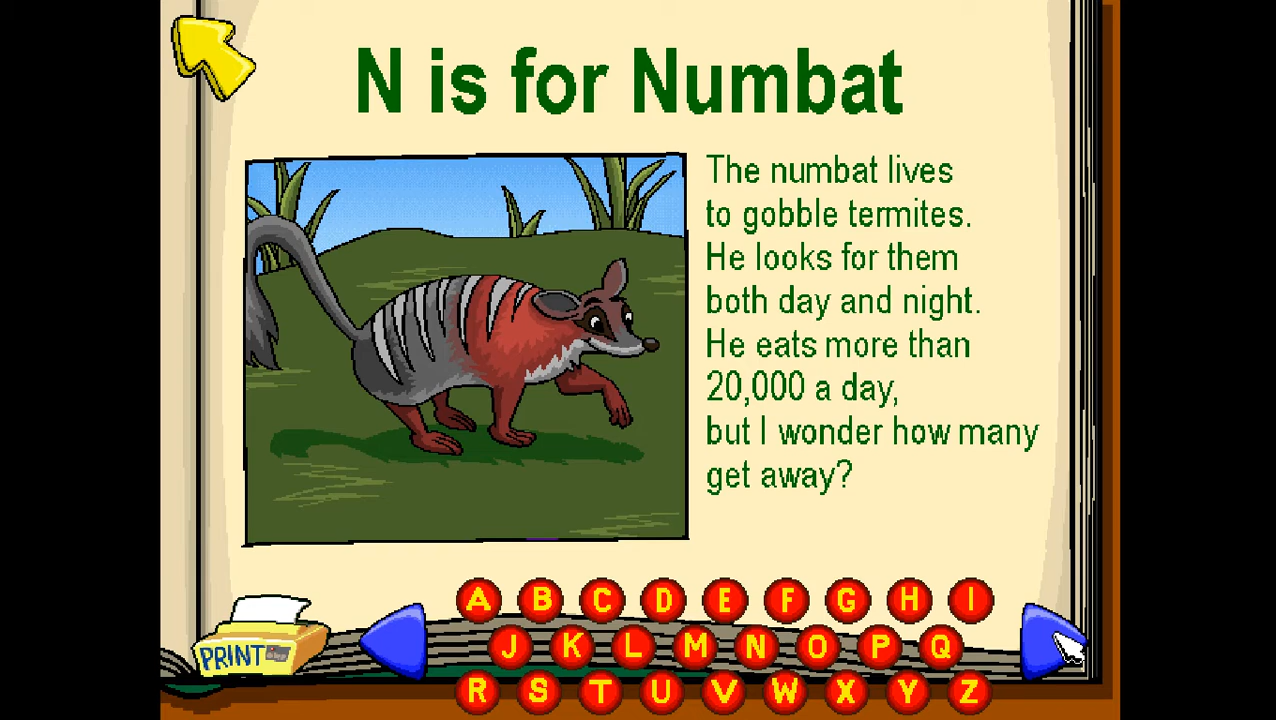 N is for Numbat
The numbat lives
to gobble termites.
He looks for them
both day and night.
He eats more than
20,000 a day,
but I wonder how many
get away?
PRINT
A B C D E F G H I
J K L M N O P Q
R S T U V W X Y Z